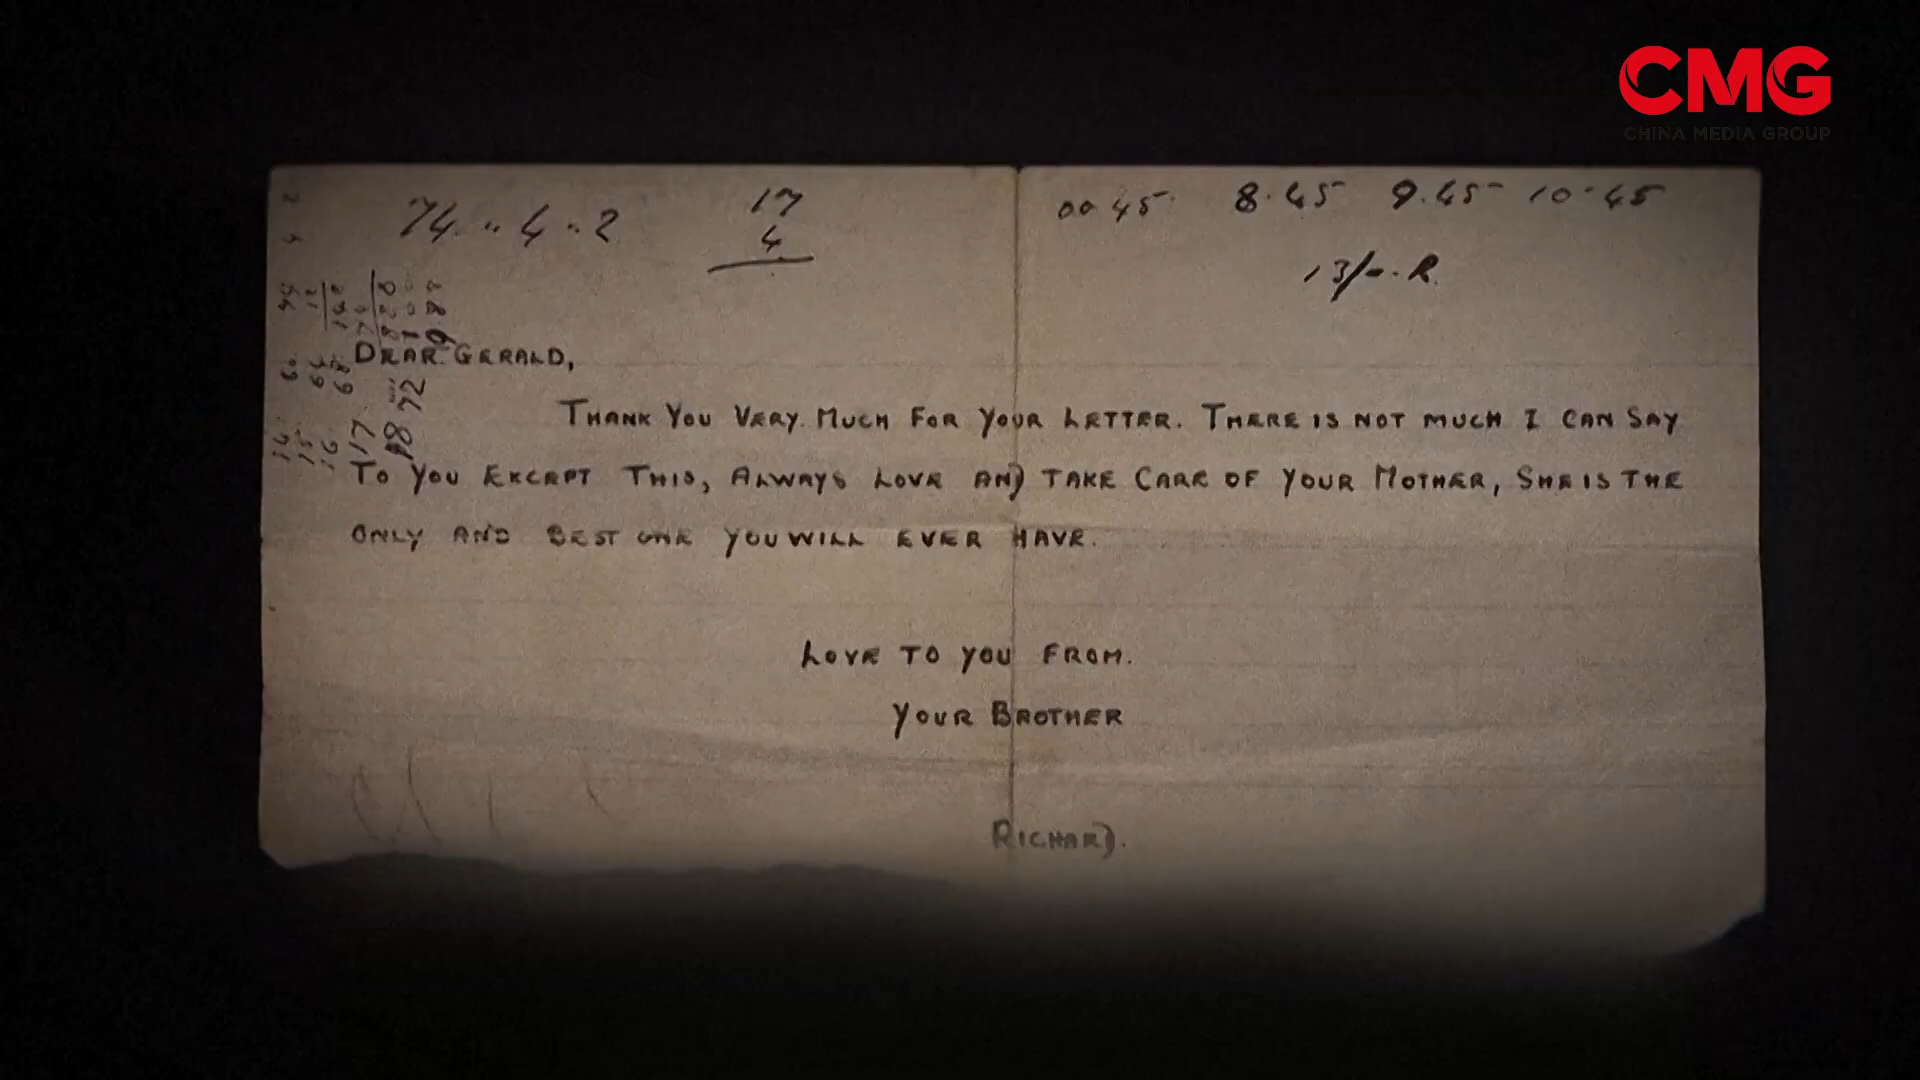 CMG
CHINA MEDIA GROUP
74 " 4 " 2
17
4
00 45 8.45 9.45 10.45
13/-. R
DEAR GERALD,
THANK YOU VERY MUCH FOR YOUR LETTER. THERE IS NOT MUCH I CAN SAY
TO YOU EXCEPT THIS, ALWAYS LOVE AND TAKE CARE OF YOUR MOTHER, SHE IS THE
ONLY AND BEST ONE YOU WILL EVER HAVE.
LOVE TO YOU FROM.
YOUR BROTHER
RICHARD.